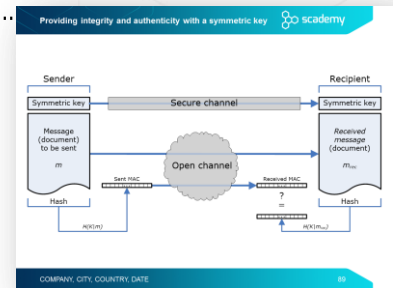 Providing integrity and authenticity with a symmetric key
scademy
Sender
Recipient
Symmetric key
Secure channel
Symmetric key
Message
(document)
to be sent
m
Received
message
(document)
mrec
Open channel
Sent MAC
Received MAC
?
=
Hash
Hash
H(K|m)
H(K|mrec)
COMPANY, CITY, COUNTRY, DATE
89